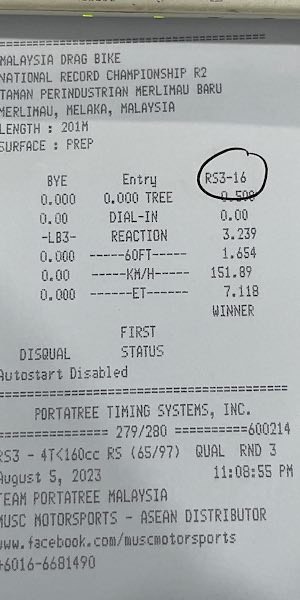 MALAYSIA DRAG BIKE
NATIONAL RECORD CHAMPIONSHIP R2
TAMAN PERINDUSTRIAN MERLIMAU BARU
MERLIMAU, MELAKA, MALAYSIA
LENGTH : 201M
SURFACE : PREP
BYE Entry RS3-16
0.000 0.000 TREE 0.500
0.00 DIAL-IN 0.00
-LB3- REACTION 3.239
0.000 -----60FT----- 1.654
0.00 -----KM/H----- 151.89
0.000 ------ET------ 7.118
WINNER
FIRST
DISQUAL STATUS
Autostart Disabled
PORTATREE TIMING SYSTEMS, INC.
================ 279/280 ==========600214
RS3 - 4T<160cc RS (65/97) QUAL RND 3
August 5, 2023 11:08:55 PM
TEAM PORTATREE MALAYSIA
MUSC MOTORSPORTS - ASEAN DISTRIBUTOR
www.facebook.com/muscmotorsports
+6016-6681490